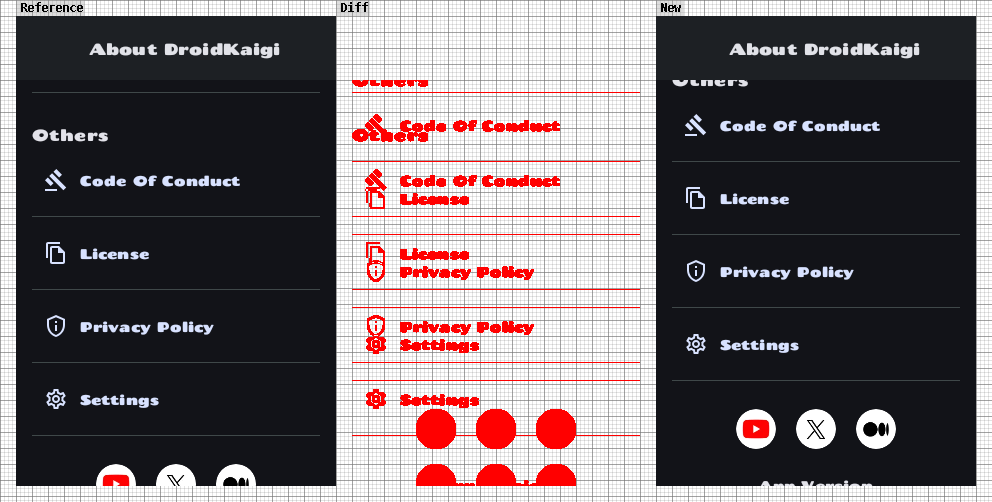 Reference
About DroidKaigi
Others
Code Of Conduct
License
Privacy Policy
Settings
Diff
Others
Code Of Conduct
Others
Code Of Conduct
License
License
Privacy Policy
Privacy Policy
Settings
Settings
New
About DroidKaigi
Others
Code Of Conduct
License
Privacy Policy
Settings
App Version